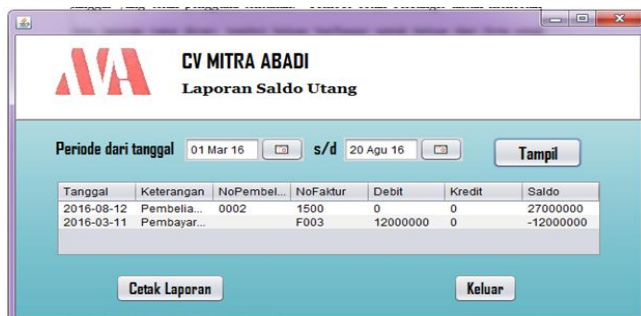 CV MITRA ABADI
Laporan Saldo Utang
Periode dari tanggal 01 Mar 16 s/d 20 Agu 16 Tampil
Tanggal Keterangan NoPembel... NoFaktur Debit Kredit Saldo
2016-08-12 Pembelia... 0002 1500 0 0 27000000
2016-03-11 Pembayar... F003 12000000 0 -12000000
Cetak Laporan Keluar